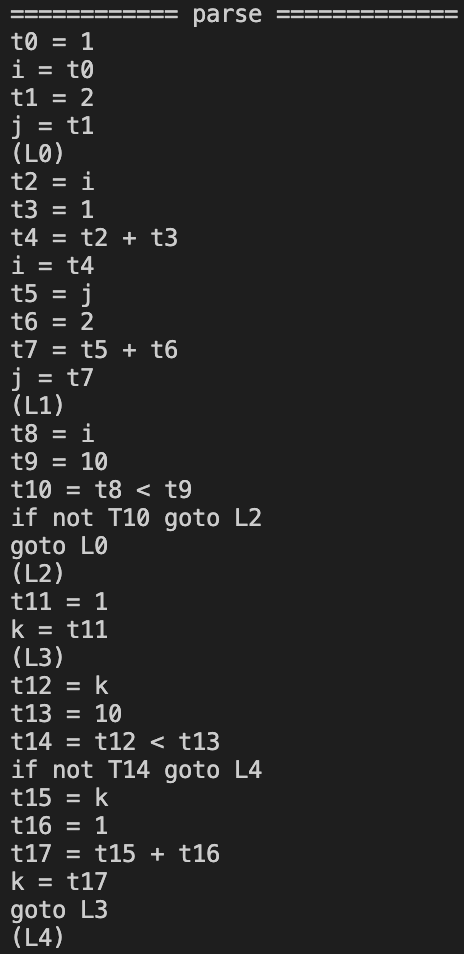 ============ parse =============
t0 = 1
i = t0
t1 = 2
j = t1
(L0)
t2 = i
t3 = 1
t4 = t2 + t3
i = t4
t5 = j
t6 = 2
t7 = t5 + t6
j = t7
(L1)
t8 = i
t9 = 10
t10 = t8 < t9
if not T10 goto L2
goto L0
(L2)
t11 = 1
k = t11
(L3)
t12 = k
t13 = 10
t14 = t12 < t13
if not T14 goto L4
t15 = k
t16 = 1
t17 = t15 + t16
k = t17
goto L3
(L4)